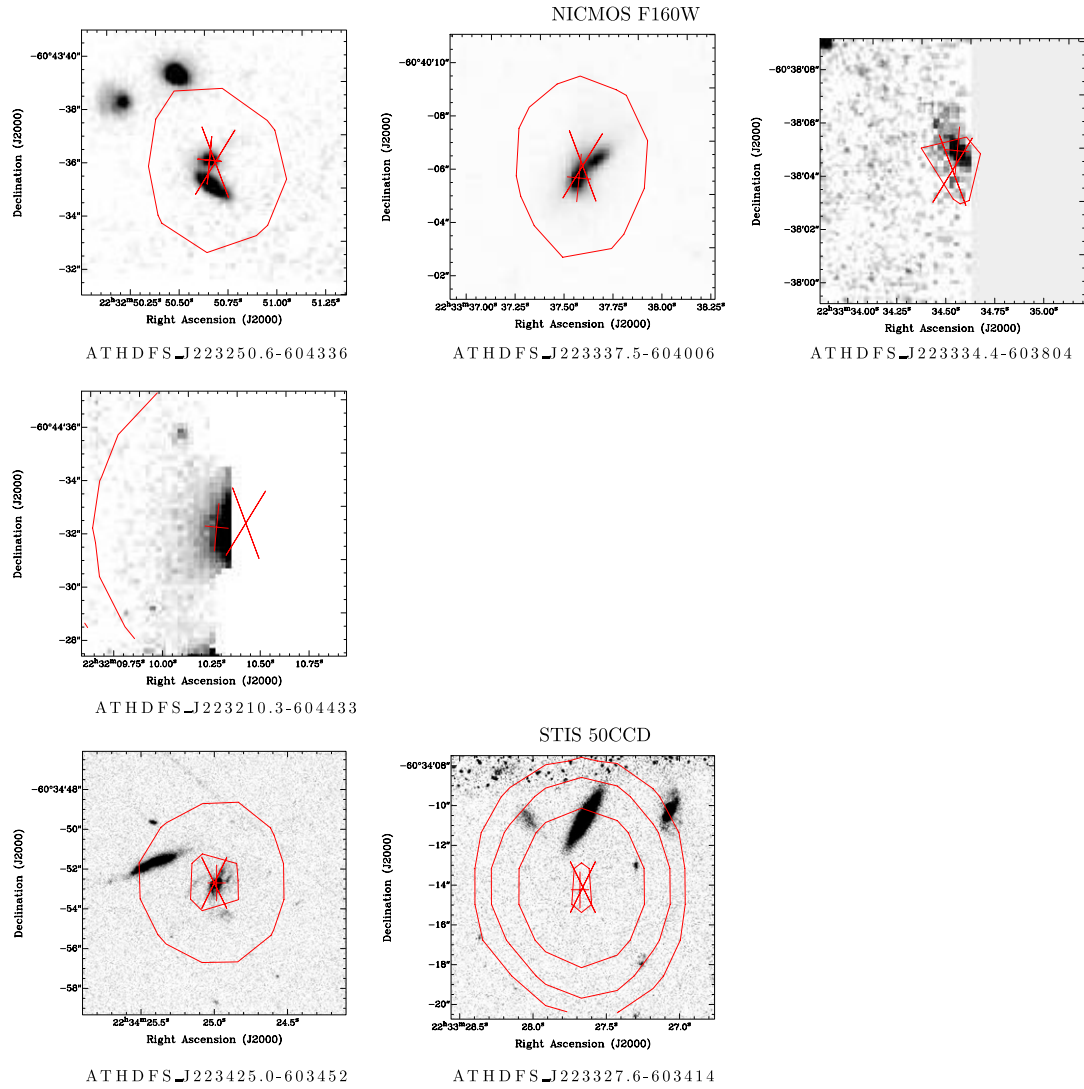 NICMOS F160W
−60°43′40″
−38″
−36″
−34″
−32″
Declination (J2000)
22ʰ32ᵐ50.25ˢ 50.50ˢ 50.75ˢ 51.00ˢ 51.25ˢ
Right Ascension (J2000)
ATHDFS_J223250.6-604336
−60°40′10″
−08″
−06″
−04″
−02″
Declination (J2000)
22ʰ33ᵐ37.00ˢ 37.25ˢ 37.50ˢ 37.75ˢ 38.00ˢ 38.25ˢ
Right Ascension (J2000)
ATHDFS_J223337.5-604006
−60°38′08″
−38′06″
−38′04″
−38′02″
−38′00″
Declination (J2000)
22ʰ33ᵐ34.00ˢ 34.25ˢ 34.50ˢ 34.75ˢ 35.00ˢ
Right Ascension (J2000)
ATHDFS_J223334.4-603804
−60°44′36″
−34″
−32″
−30″
−28″
Declination (J2000)
22ʰ32ᵐ09.75ˢ 10.00ˢ 10.25ˢ 10.50ˢ 10.75ˢ
Right Ascension (J2000)
ATHDFS_J223210.3-604433
STIS 50CCD
−60°34′48″
−50″
−52″
−54″
−56″
−58″
Declination (J2000)
22ʰ34ᵐ25.5ˢ 25.0ˢ 24.5ˢ
Right Ascension (J2000)
ATHDFS_J223425.0-603452
−60°34′08″
−10″
−12″
−14″
−16″
−18″
−20″
Declination (J2000)
22ʰ33ᵐ28.5ˢ 28.0ˢ 27.5ˢ 27.0ˢ
Right Ascension (J2000)
ATHDFS_J223327.6-603414